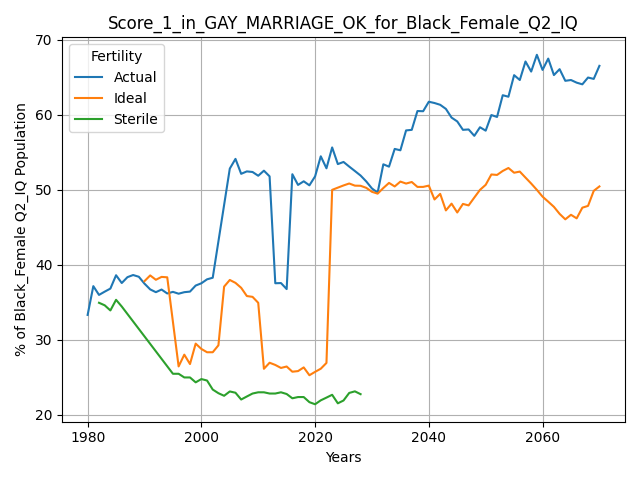 Score_1_in_GAY_MARRIAGE_OK_for_Black_Female_Q2_IQ
Fertility
Actual
Ideal
Sterile
% of Black_Female Q2_IQ Population
70
60
50
40
30
20
1980
2000
2020
2040
2060
Years